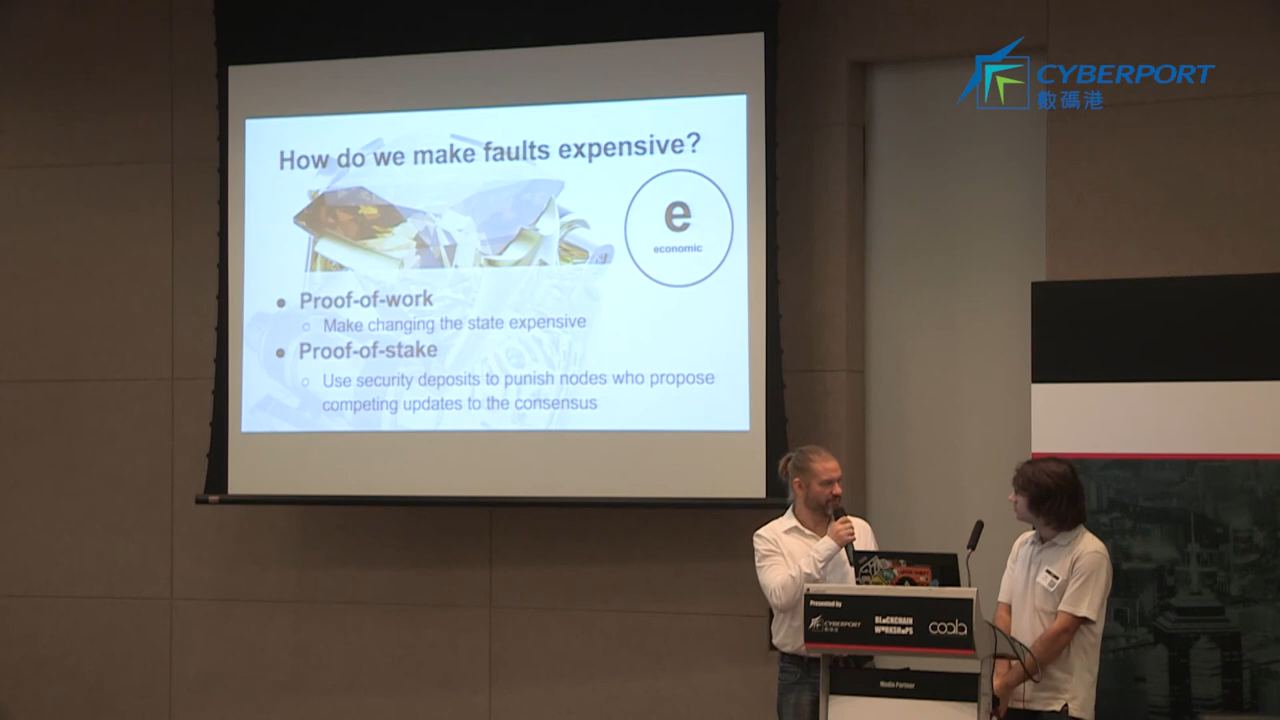 CYBERPORT
數碼港
How do we make faults expensive?
e
economic
● Proof-of-work
○ Make changing the state expensive
● Proof-of-stake
○ Use security deposits to punish nodes who propose
competing updates to the consensus
Presented by
CYBERPORT
BLOCKCHAIN
WORKSHOPS
coala
Media Partner